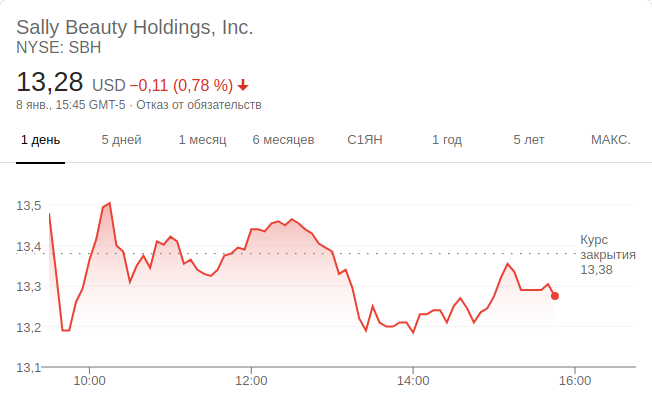 Sally Beauty Holdings, Inc.
NYSE: SBH
13,28 USD −0,11 (0,78 %)
8 янв., 15:45 GMT-5 · Отказ от обязательств
1 день 5 дней 1 месяц 6 месяцев С1ЯН 1 год 5 лет МАКС.
13,5
13,4
13,3
13,2
13,1
Курс
закрытия
13,38
10:00 12:00 14:00 16:00